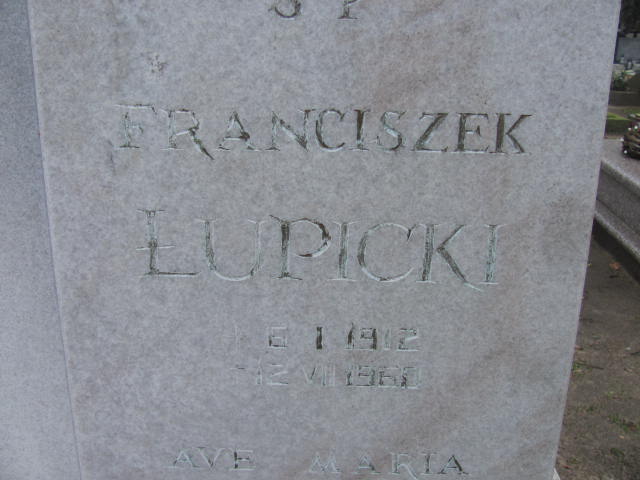 Ś P
FRANCISZEK
ŁUPICKI
6 I 1912
12 VII
AVE MARIA